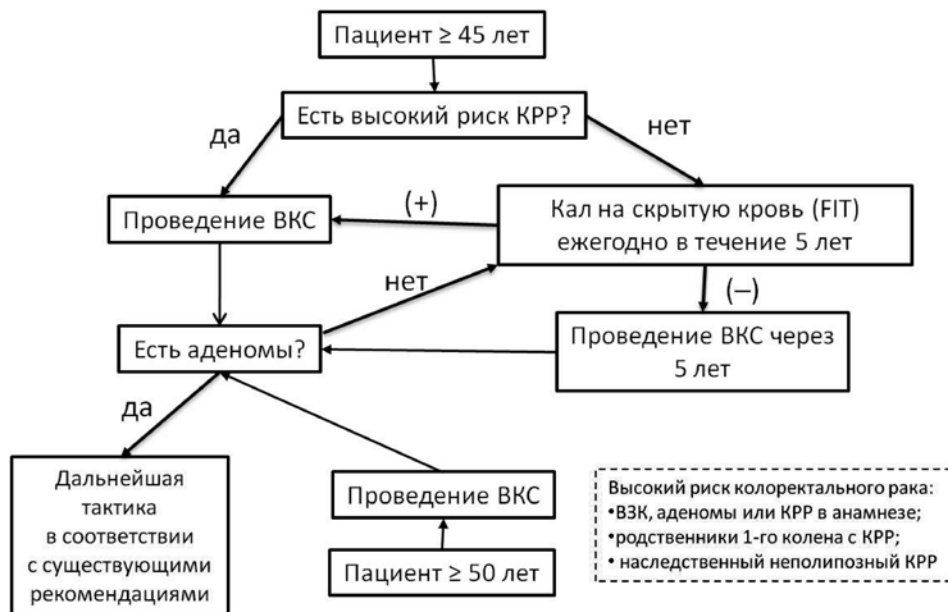 Пациент ≥ 45 лет
Есть высокий риск КРР?
да
нет
Проведение ВКС
(+)
Кал на скрытую кровь (FIT)
ежегодно в течение 5 лет
нет
(–)
Есть аденомы?
Проведение ВКС через
5 лет
да
Дальнейшая
тактика
в соответствии
с существующими
рекомендациями
Проведение ВКС
Пациент ≥ 50 лет
Высокий риск колоректального рака:
•ВЗК, аденомы или КРР в анамнезе;
•родственники 1-го колена с КРР;
• наследственный неполипозный КРР